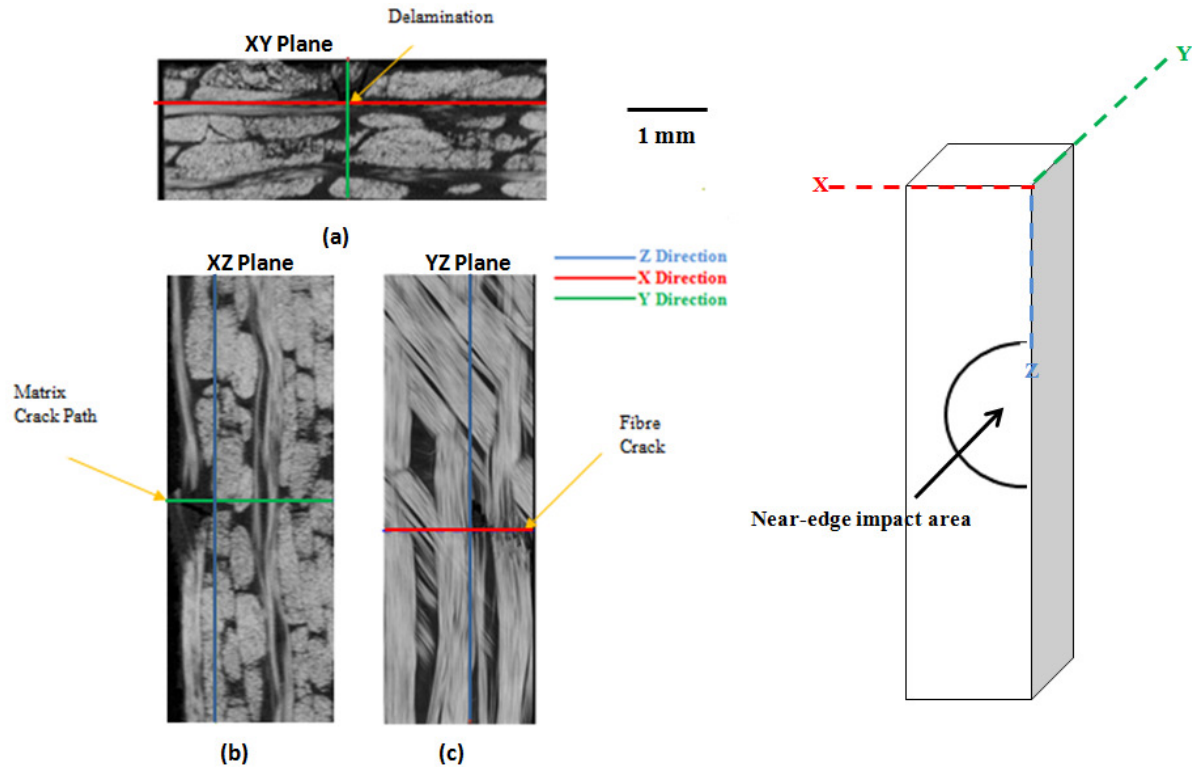 Delamination
XY Plane
1 mm
(a)
XZ Plane
YZ Plane
Z Direction
X Direction
Y Direction
Matrix
Crack Path
Fibre
Crack
(b)
(c)
Y
X
Z
Near-edge impact area